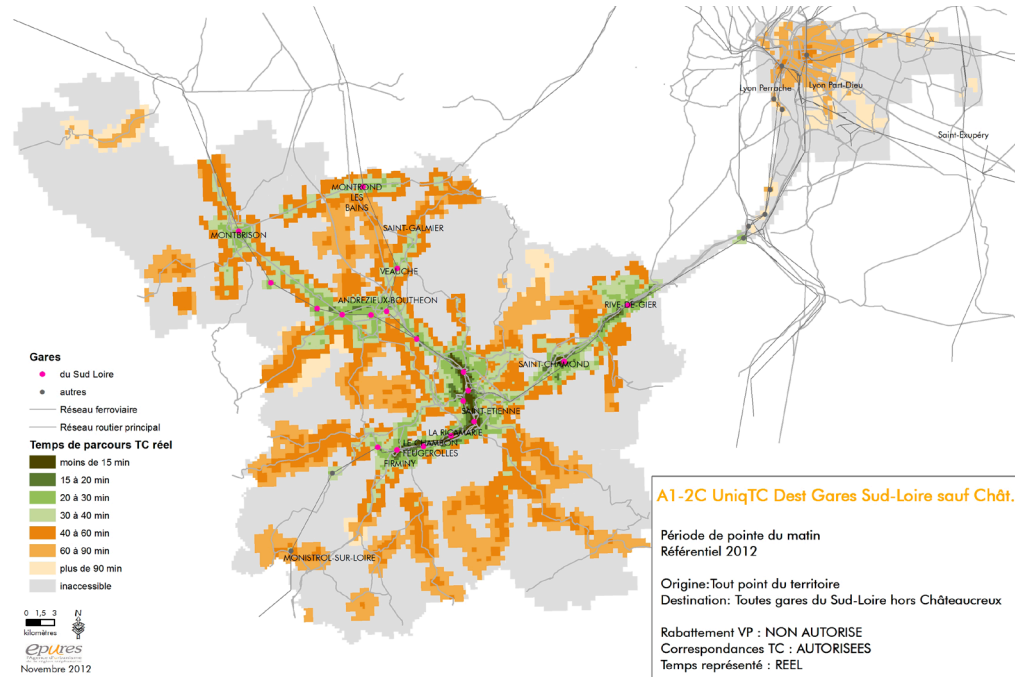 Lyon Perrache
Lyon Part-Dieu
Saint-Exupéry
MONTROND
LES
BAINS
SAINT-GALMIER
MONTBRISON
VEAUCHE
ANDREZIEUX-BOUTHEON
RIVE-DE-GIER
SAINT-CHAMOND
SAINT-ETIENNE
LA RICAMARIE
LE CHAMBON
FEUGEROLLES
FIRMINY
MONISTROL-SUR-LOIRE
Gares
du Sud Loire
autres
Réseau ferroviaire
Réseau routier principal
Temps de parcours TC réel
moins de 15 min
15 à 20 min
20 à 30 min
30 à 40 min
40 à 60 min
60 à 90 min
plus de 90 min
inaccessible
0 1,5 3
kilomètres
N
epures
Novembre 2012
A1-2C UniqTC Dest Gares Sud-Loire sauf Chât.
Période de pointe du matin
Référentiel 2012
Origine:Tout point du territoire
Destination: Toutes gares du Sud-Loire hors Châteaucreux
Rabattement VP : NON AUTORISE
Correspondances TC : AUTORISEES
Temps représenté : REEL